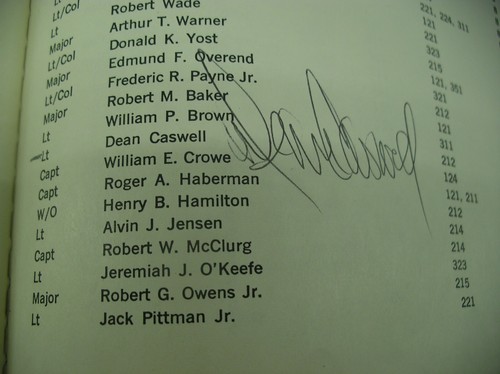 221, 224, 311
121
221
Lt/Col
Lt Robert Wade 323
Major Arthur T. Warner 215
Lt/Col Donald K. Yost 121, 351
Major Edmund F. Overend 321
Lt/Col Frederic R. Payne Jr. 212
Major Robert M. Baker 121
Lt William P. Brown 311
Lt Dean Caswell 212
Capt William E. Crowe 124
Capt Roger A. Haberman 121, 211
W/O Henry B. Hamilton 212
Lt Alvin J. Jensen 214
Capt Robert W. McClurg 214
Lt Jeremiah J. O'Keefe 323
Major Robert G. Owens Jr. 215
Lt Jack Pittman Jr. 221
Dean Caswell